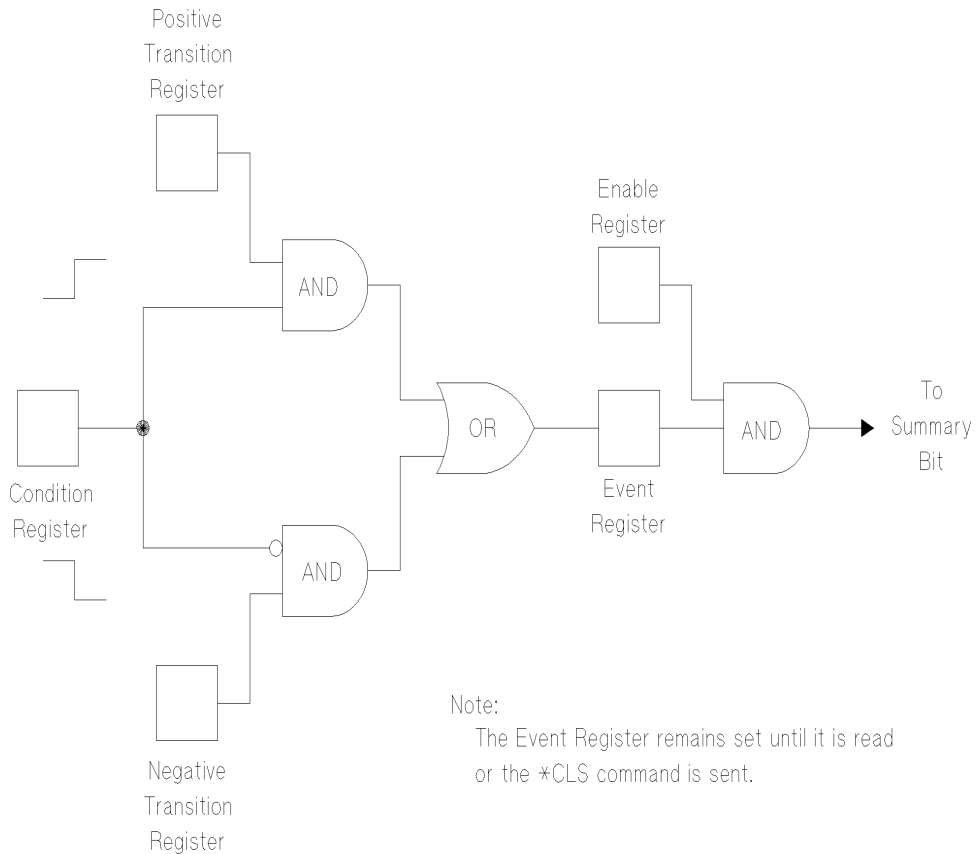 Positive
Transition
Register
Enable
Register
AND
To
Summary
Bit
OR
AND
Condition
Register
Event
Register
AND
Note:
The Event Register remains set until it is read
or the *CLS command is sent.
Negative
Transition
Register